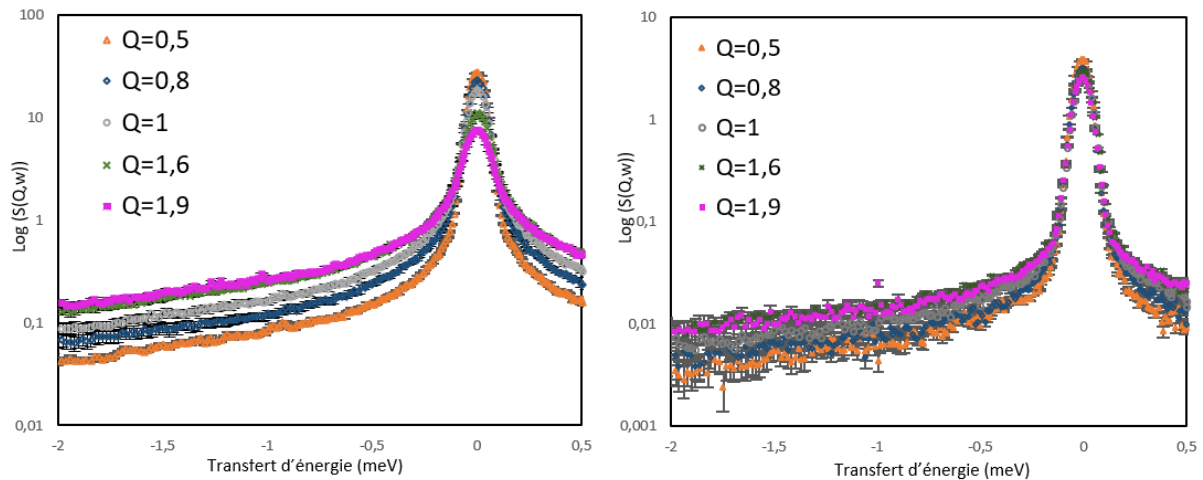 100
10
1
0,1
0,01
Log (S(Q,w))
Q=0,5
Q=0,8
Q=1
Q=1,6
Q=1,9
-2
-1,5
-1
-0,5
0
0,5
Transfert d'énergie (meV)
10
1
0,1
0,01
0,001
Log (S(Q,w))
Q=0,5
Q=0,8
Q=1
Q=1,6
Q=1,9
-2
-1,5
-1
-0,5
0
0,5
Transfert d'énergie (meV)